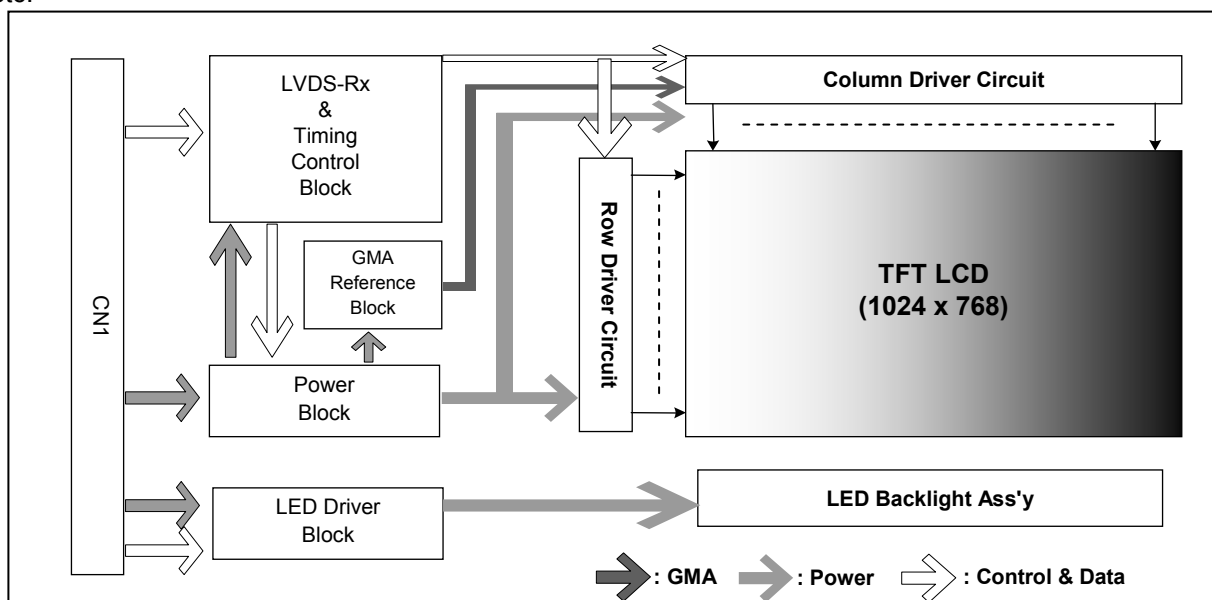 CN1
LVDS-Rx
&
Timing
Control
Block
GMA
Reference
Block
Power
Block
LED Driver
Block
Row Driver Circuit
Column Driver Circuit
TFT LCD
(1024 x 768)
LED Backlight Ass'y
: GMA
: Power
: Control & Data